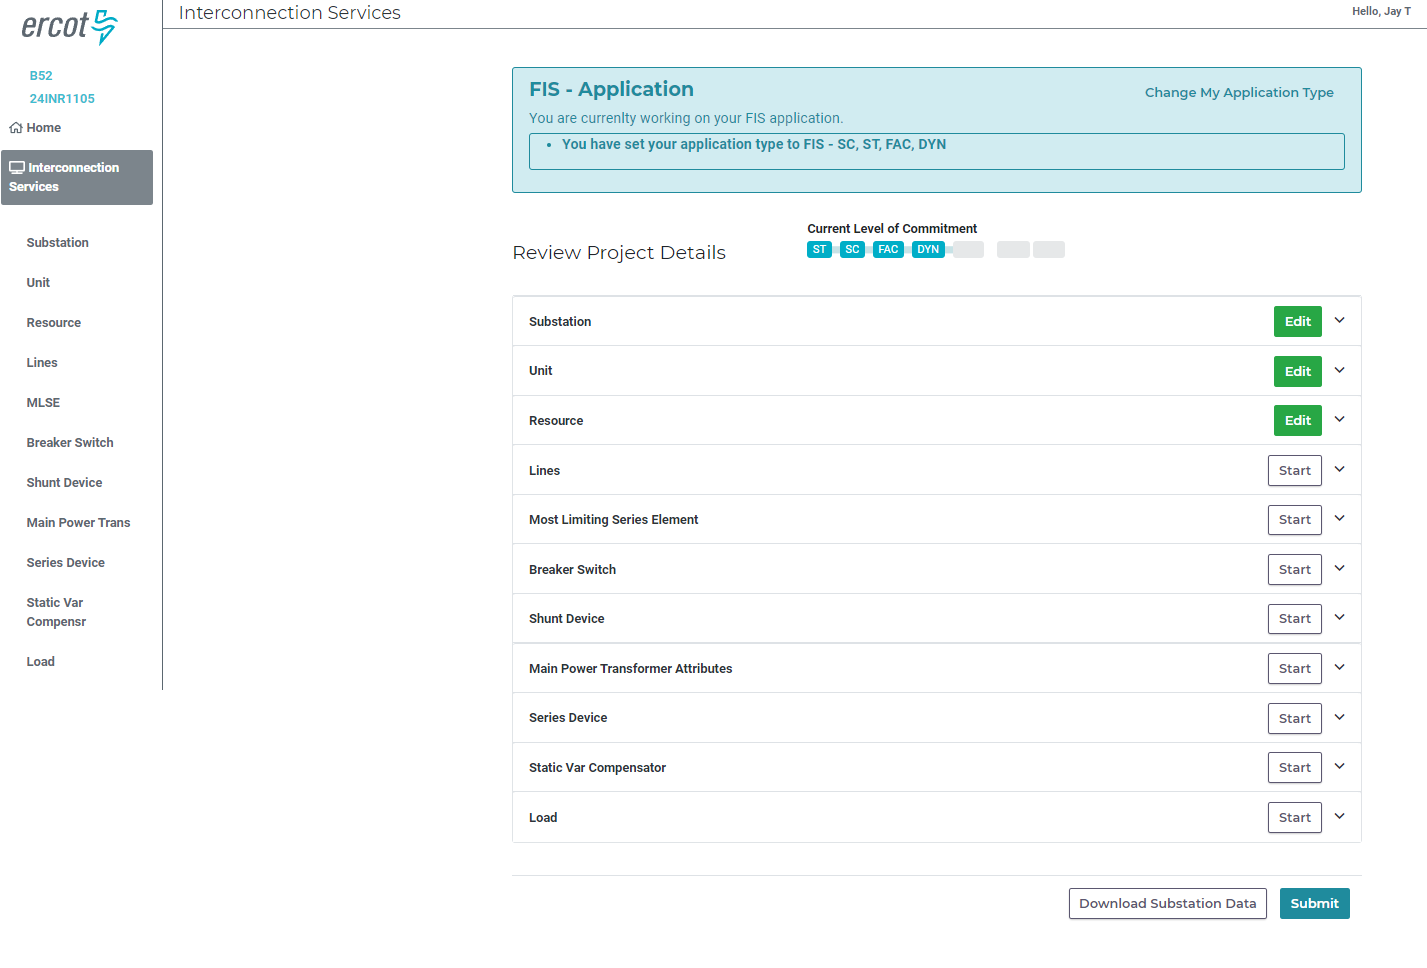 ercot
Interconnection Services
Hello, Jay T
B52
24INR1105
Home
Interconnection
Services
Substation
Unit
Resource
Lines
MLSE
Breaker Switch
Shunt Device
Main Power Trans
Series Device
Static Var
Compensr
Load
FIS - Application
Change My Application Type
You are currenlty working on your FIS application.
• You have set your application type to FIS - SC, ST, FAC, DYN
Review Project Details
Current Level of Commitment
ST SC FAC DYN
Substation Edit
Unit Edit
Resource Edit
Lines Start
Most Limiting Series Element Start
Breaker Switch Start
Shunt Device Start
Main Power Transformer Attributes Start
Series Device Start
Static Var Compensator Start
Load Start
Download Substation Data Submit